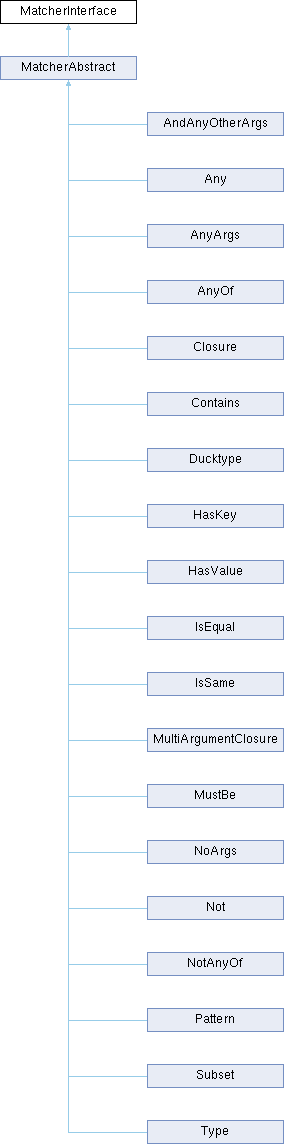 MatcherInterface
MatcherAbstract
AndAnyOtherArgs
Any
AnyArgs
AnyOf
Closure
Contains
Ducktype
HasKey
HasValue
IsEqual
IsSame
MultiArgumentClosure
MustBe
NoArgs
Not
NotAnyOf
Pattern
Subset
Type